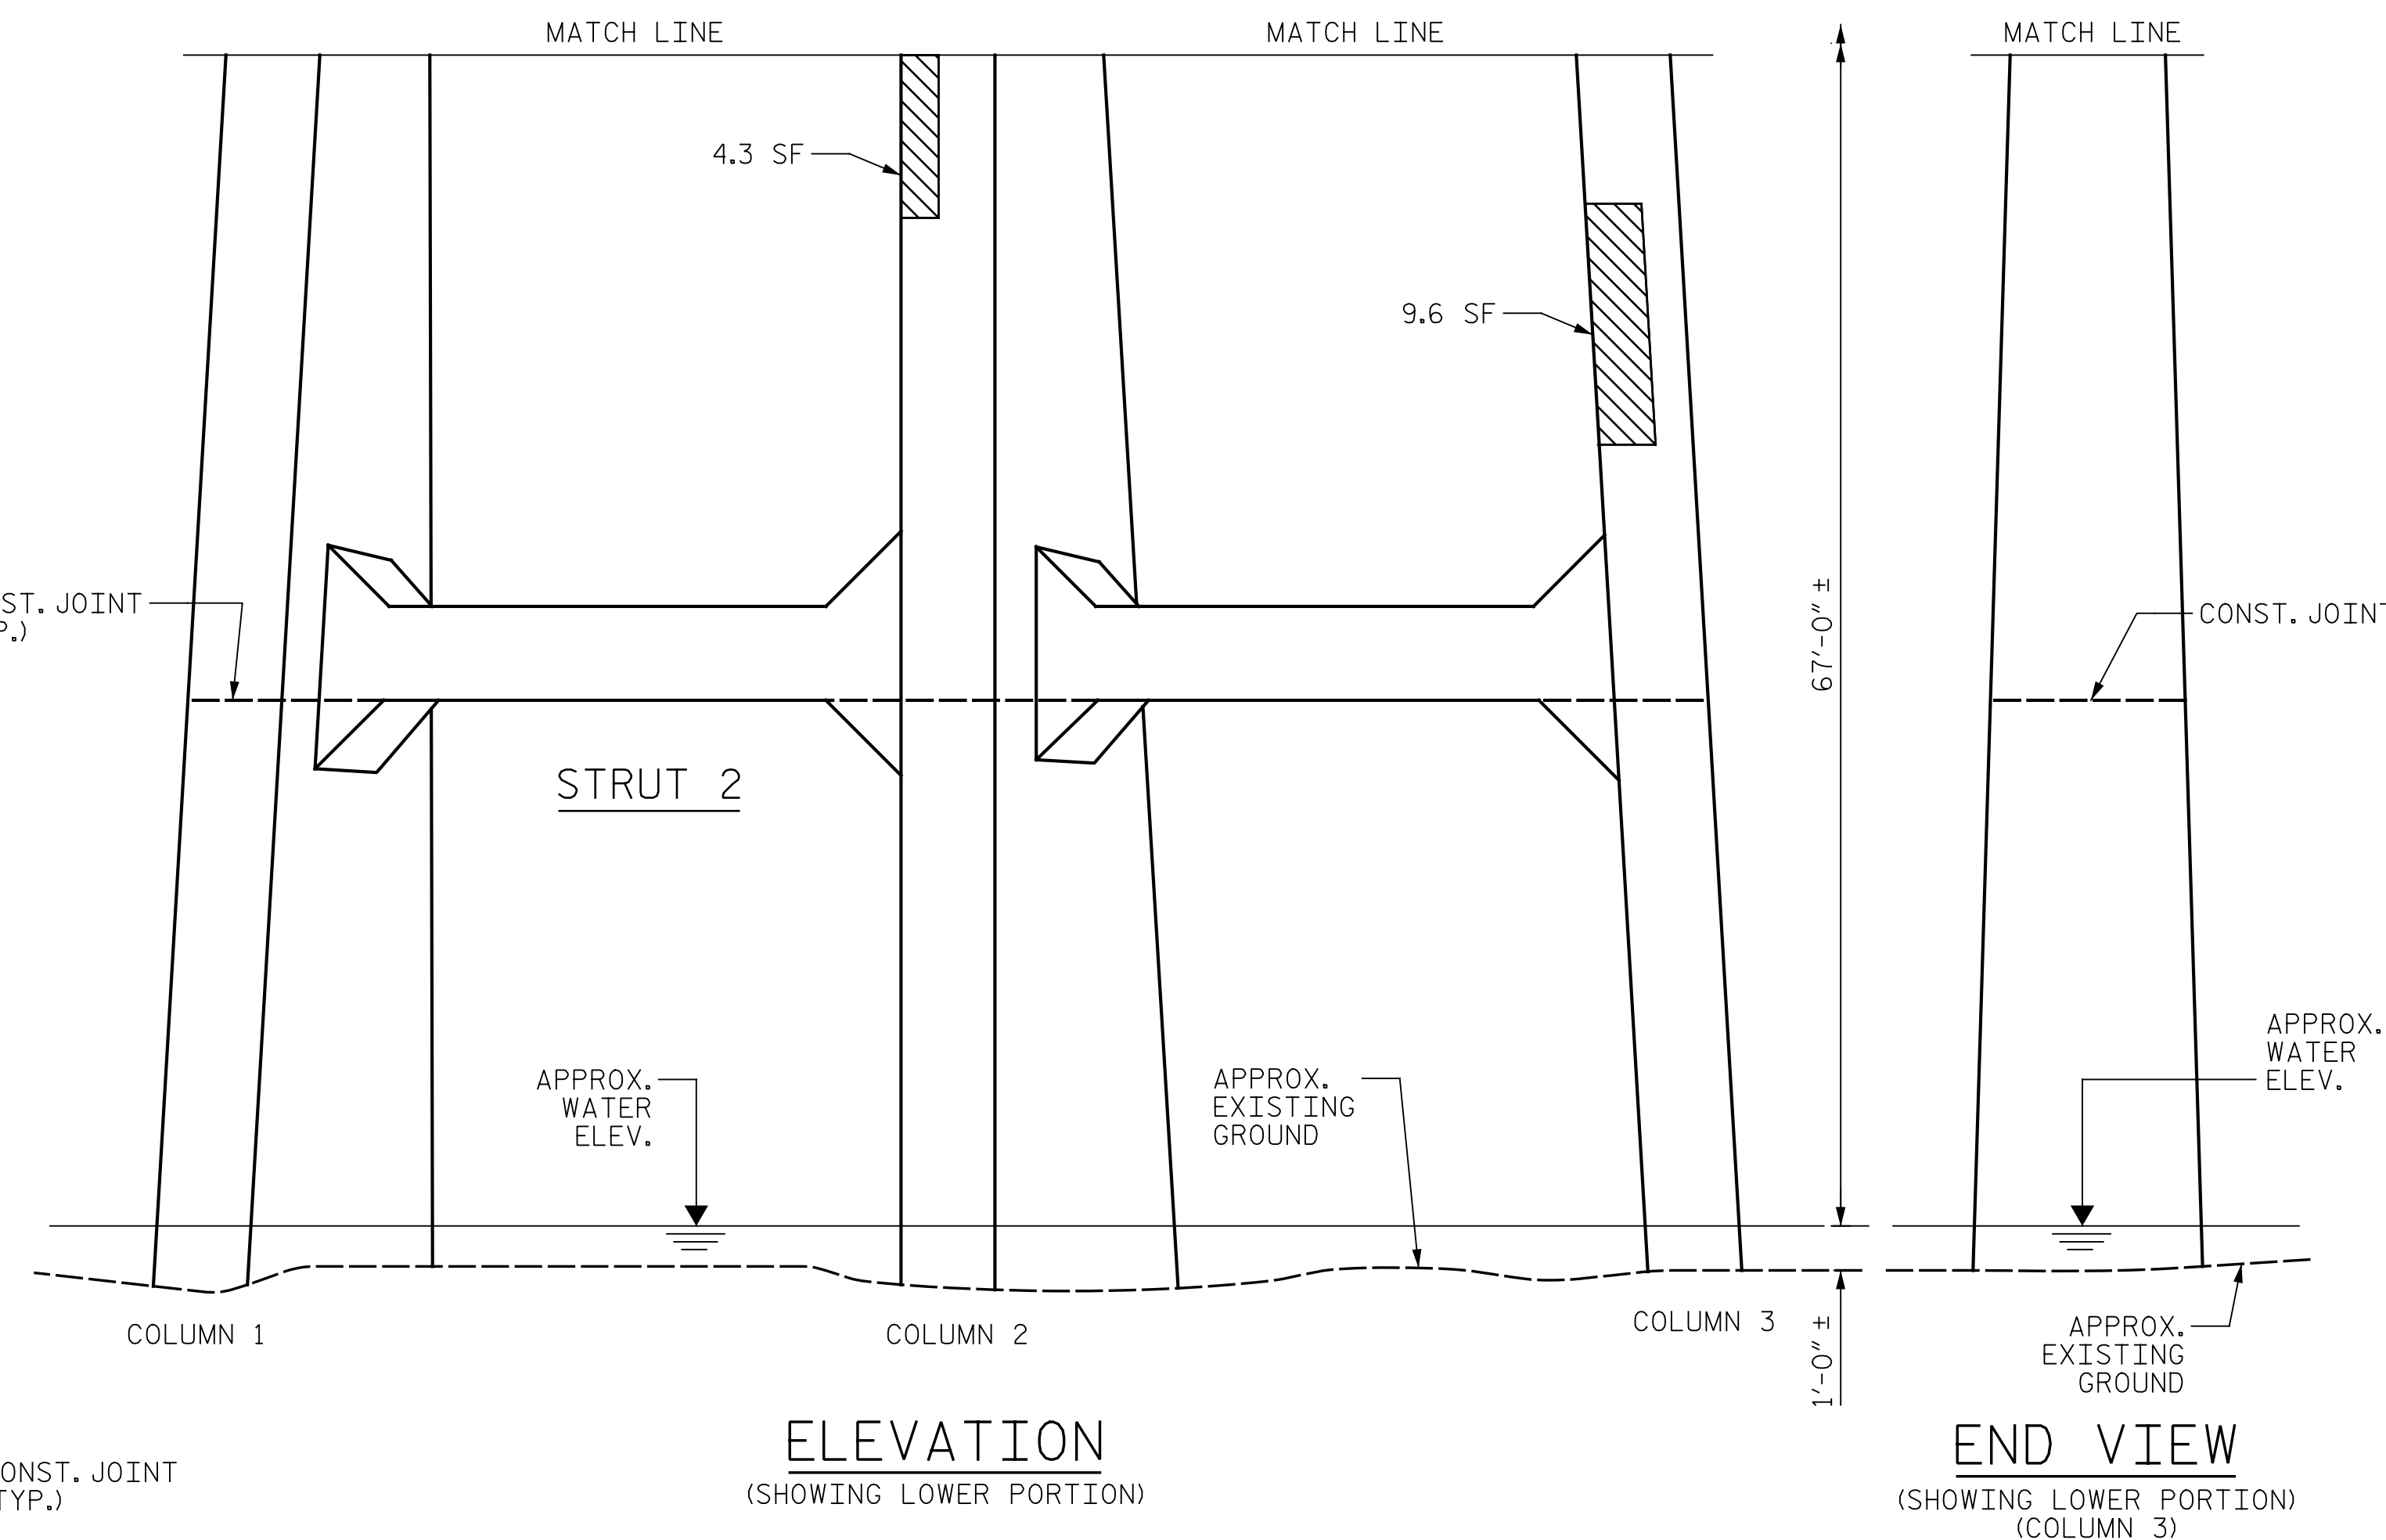 MATCH LINE
MATCH LINE
MATCH LINE
4.3 SF
9.6 SF
67'-0" ±
ST. JOINT
P.)
CONST. JOINT
STRUT 2
APPROX.
WATER
ELEV.
APPROX.
EXISTING
GROUND
APPROX.
WATER
ELEV.
COLUMN 1
COLUMN 2
COLUMN 3
1'-0" ±
APPROX.
EXISTING
GROUND
ELEVATION
(SHOWING LOWER PORTION)
END VIEW
(SHOWING LOWER PORTION)
(COLUMN 3)
ONST. JOINT
TYP.)